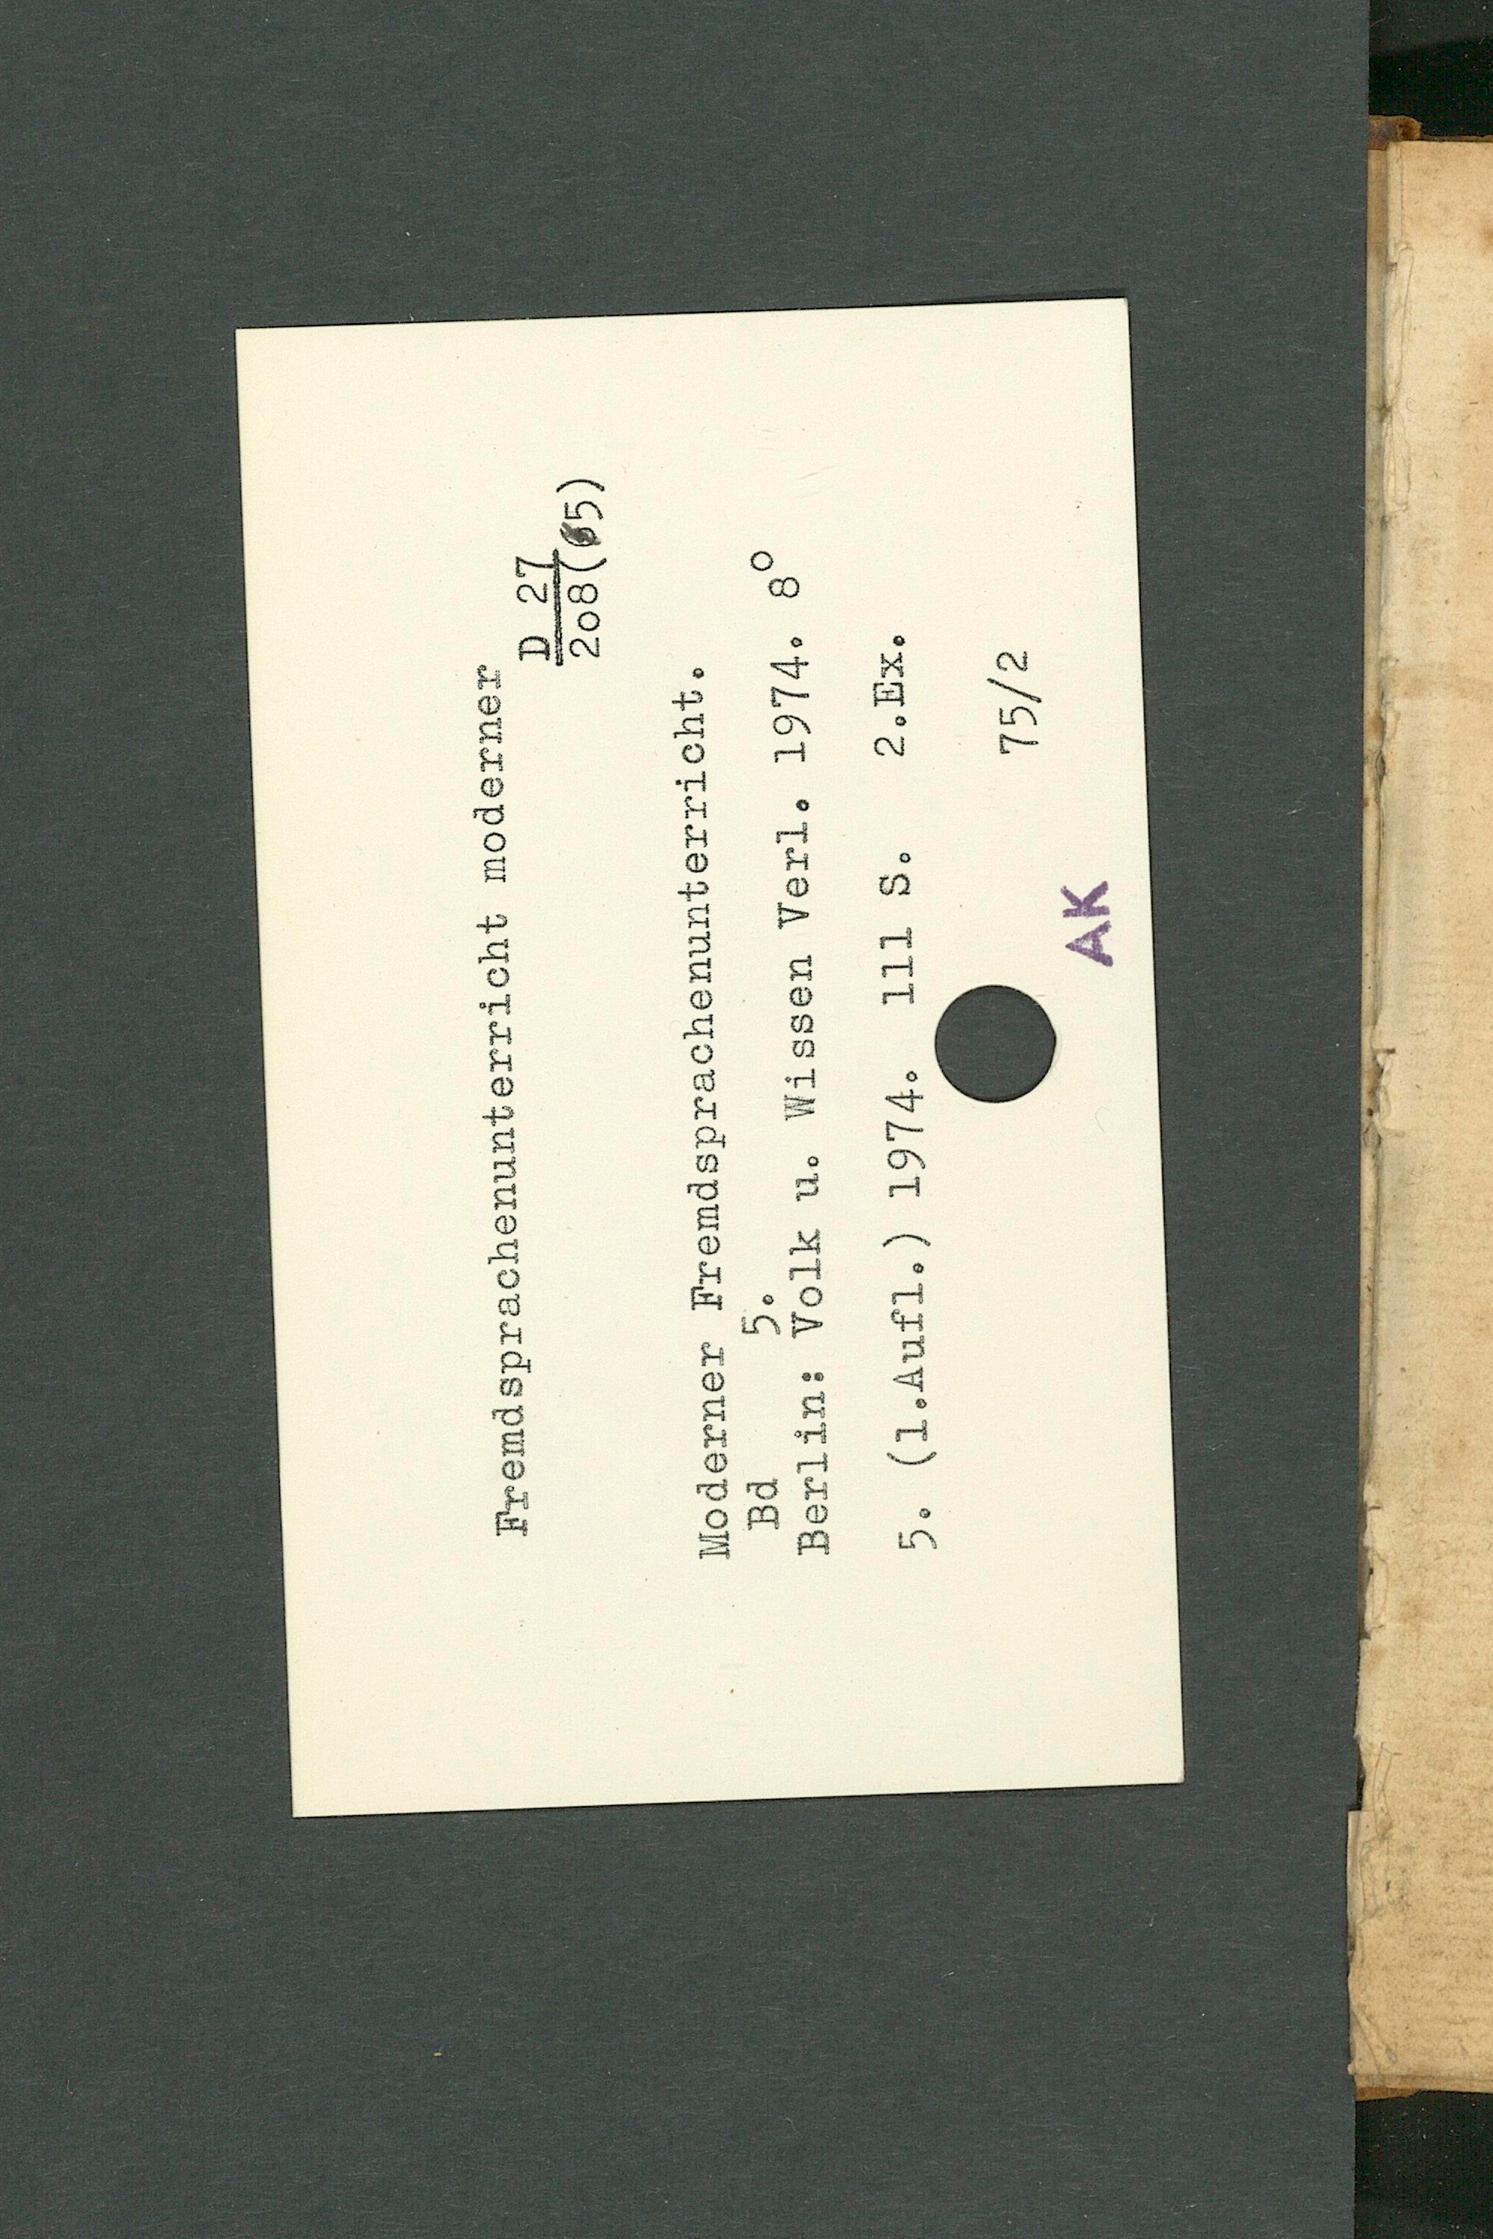 Fremdsprachenunterricht moderner
D 27
2o8(5)
Moderner Fremdsprachenunterricht.
Bd 5.
Berlin: Volk u. Wissen Verl. 1974. 8°
5. (1.Aufl.) 1974. 111 S. 2.Ex.
75/2
AK